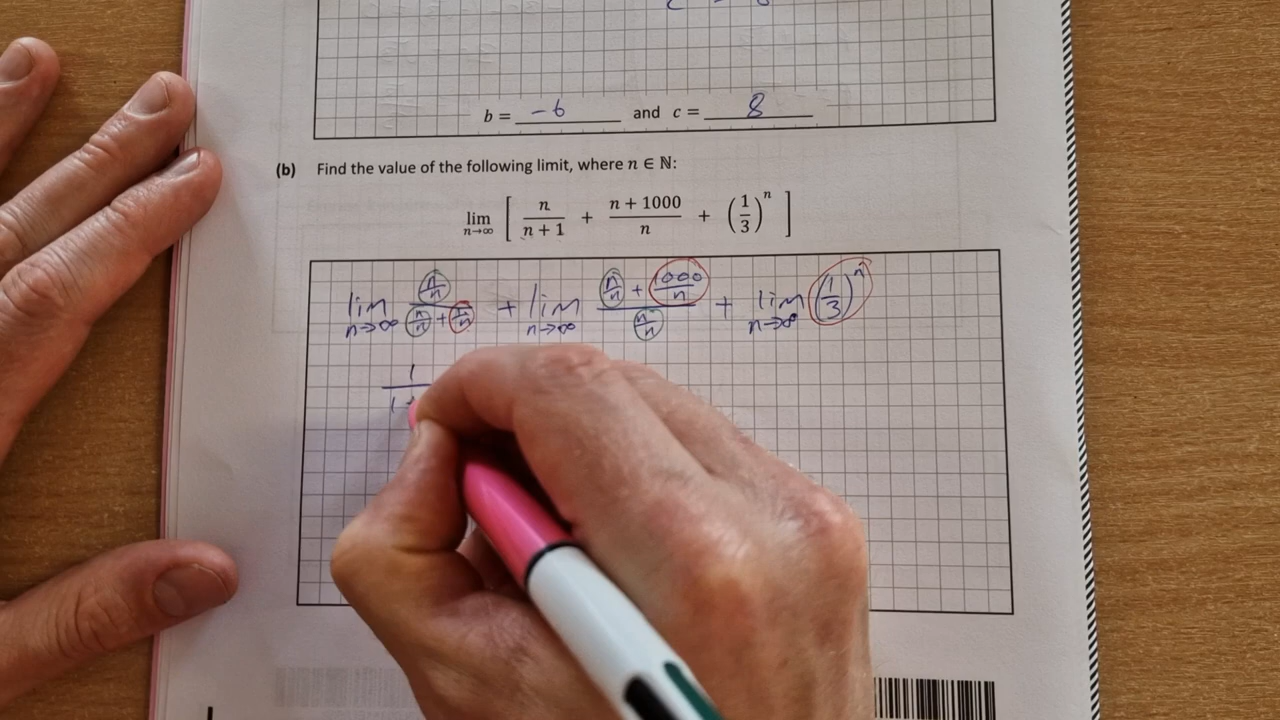 b = -6 and c = 8
(b) Find the value of the following limit, where n ∈ ℕ:
lim n→∞ [ n/(n + 1) + (n + 1000)/n + (1/3)^n ]
lim n→∞ (n/n)/(n/n + 1/n) + lim n→∞ (n/n + 1000/n)/(n/n) + lim n→∞ (1/3)^n
1/(1 +